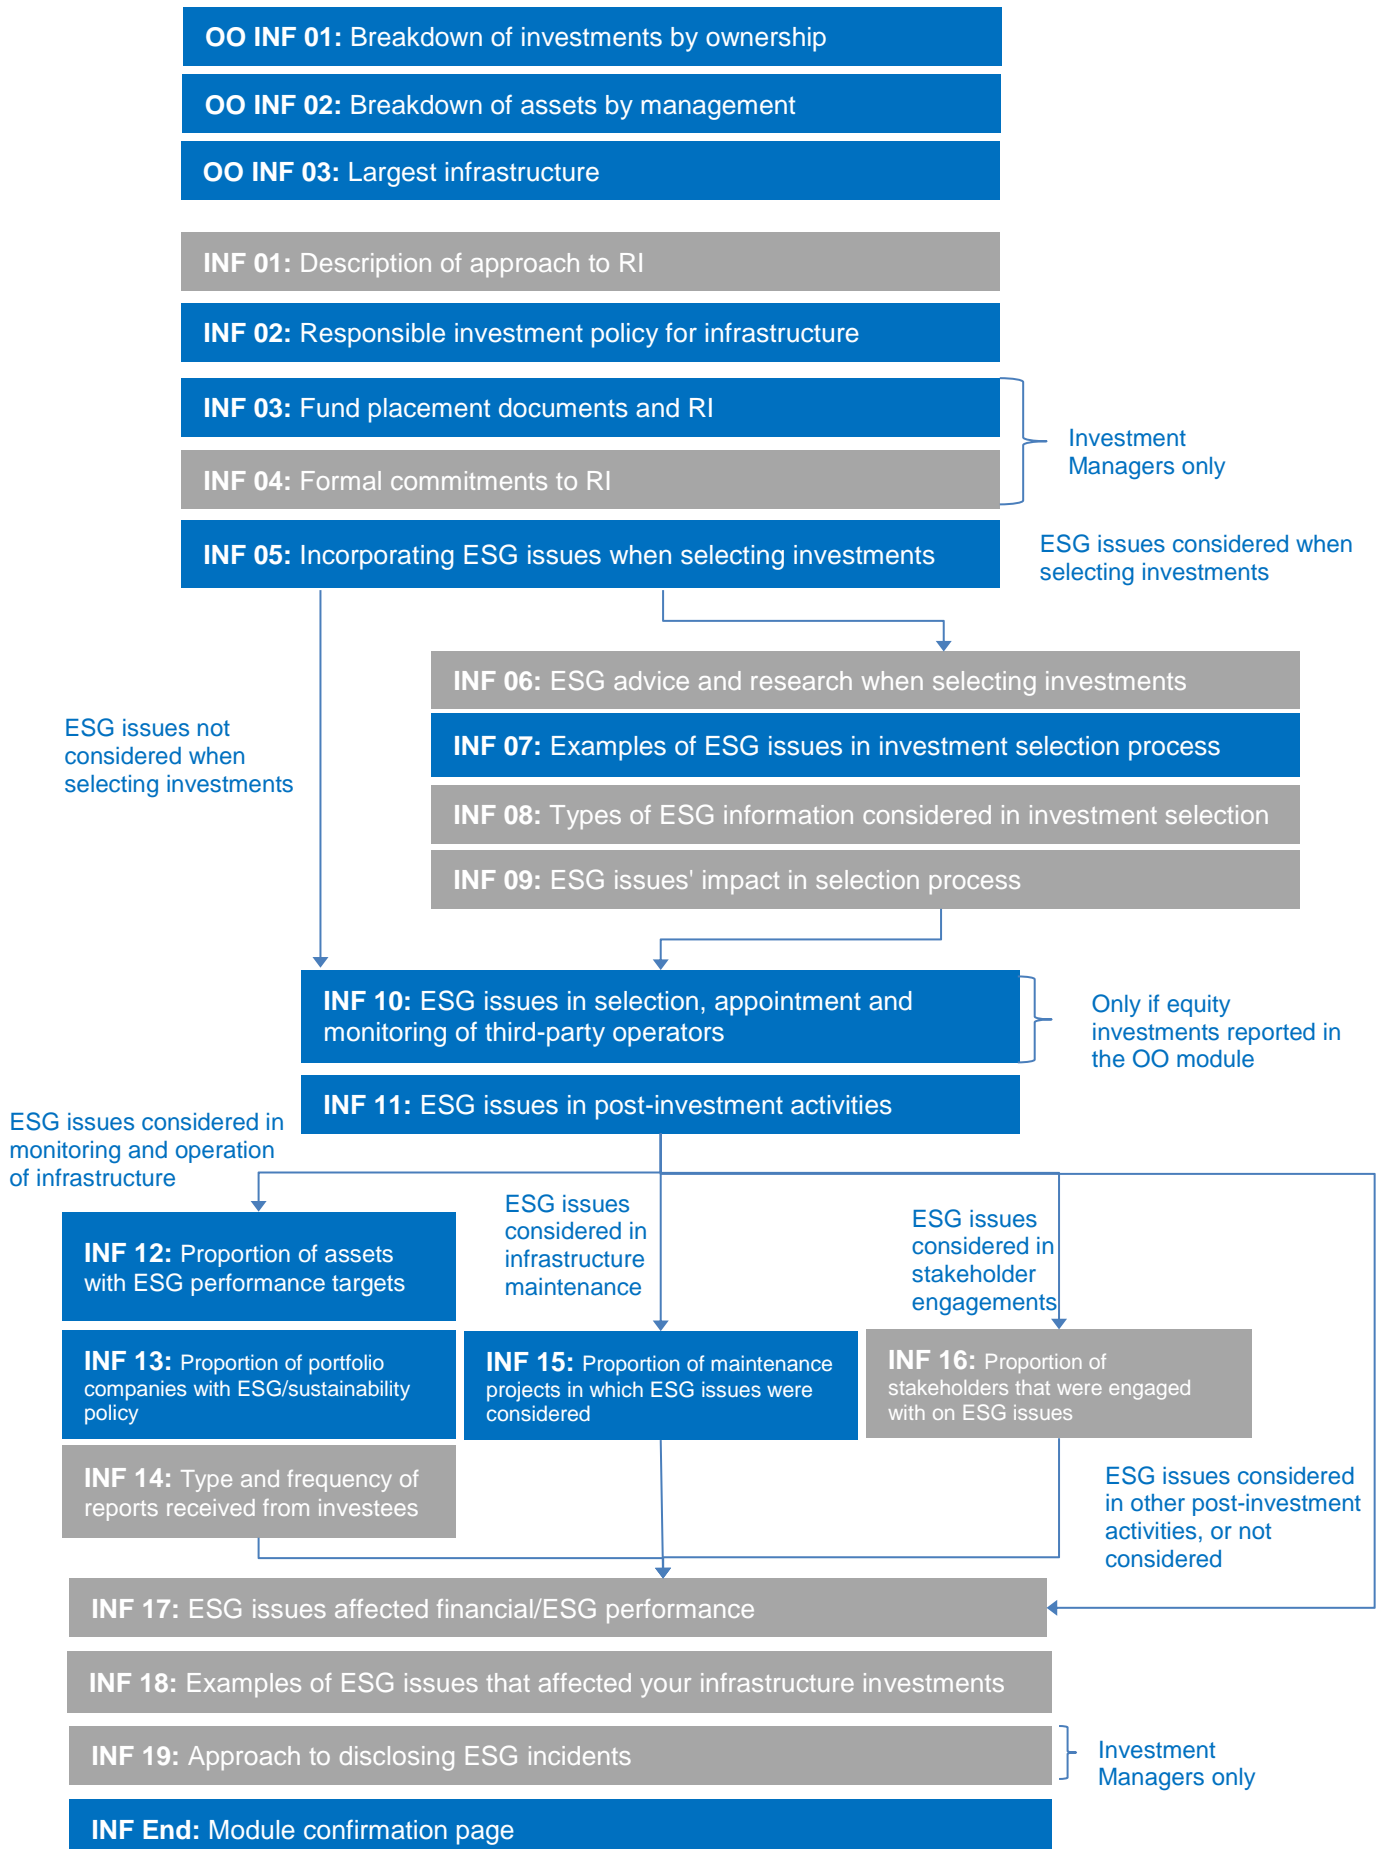 OO INF 01: Breakdown of investments by ownership
OO INF 02: Breakdown of assets by management
OO INF 03: Largest infrastructure
INF 01: Description of approach to RI
INF 02: Responsible investment policy for infrastructure
INF 03: Fund placement documents and RI
Investment
Managers only
INF 04: Formal commitments to RI
INF 05: Incorporating ESG issues when selecting investments
ESG issues considered when
selecting investments
INF 06: ESG advice and research when selecting investments
ESG issues not
considered when
selecting investments
INF 07: Examples of ESG issues in investment selection process
INF 08: Types of ESG information considered in investment selection
INF 09: ESG issues' impact in selection process
INF 10: ESG issues in selection, appointment and
monitoring of third-party operators
Only if equity
investments reported in
the OO module
INF 11: ESG issues in post-investment activities
ESG issues considered in
monitoring and operation
of infrastructure
ESG issues
considered in
infrastructure
maintenance
ESG issues
considered in
stakeholder
engagements
INF 12: Proportion of assets
with ESG performance targets
INF 13: Proportion of portfolio
companies with ESG/sustainability
policy
INF 15: Proportion of maintenance
projects in which ESG issues were
considered
INF 16: Proportion of
stakeholders that were engaged
with on ESG issues
INF 14: Type and frequency of
reports received from investees
ESG issues considered
in other post-investment
activities, or not
considered
INF 17: ESG issues affected financial/ESG performance
INF 18: Examples of ESG issues that affected your infrastructure investments
INF 19: Approach to disclosing ESG incidents
Investment
Managers only
INF End: Module confirmation page